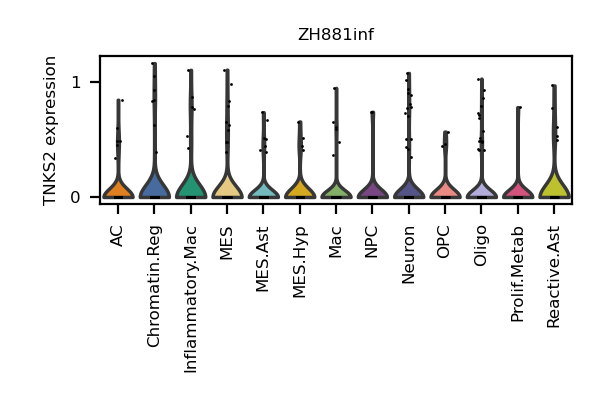 ZH881inf
TNKS2 expression
1
0
AC
Chromatin.Reg
Inflammatory.Mac
MES
MES.Ast
MES.Hyp
Mac
NPC
Neuron
OPC
Oligo
Prolif.Metab
Reactive.Ast